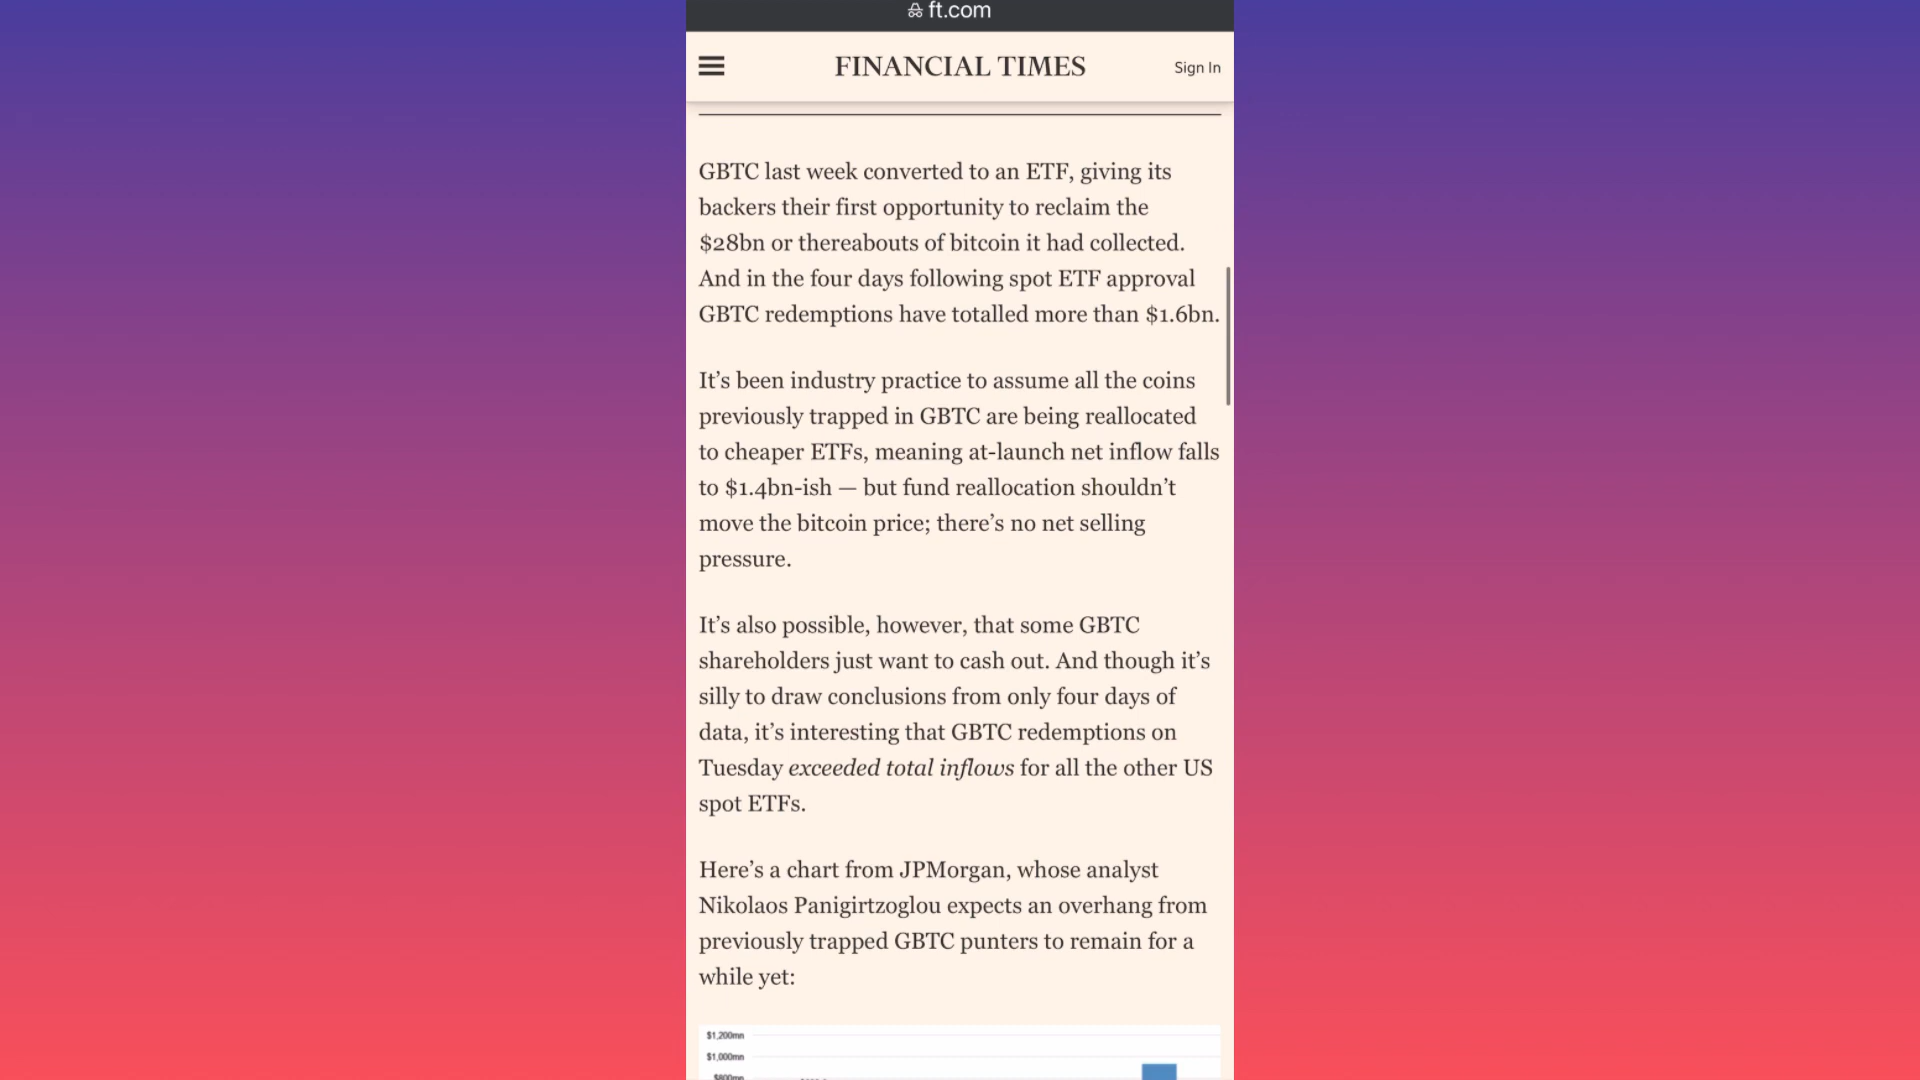 ft.com
FINANCIAL TIMES
Sign In
GBTC last week converted to an ETF, giving its
backers their first opportunity to reclaim the
$28bn or thereabouts of bitcoin it had collected.
And in the four days following spot ETF approval
GBTC redemptions have totalled more than $1.6bn.
It’s been industry practice to assume all the coins
previously trapped in GBTC are being reallocated
to cheaper ETFs, meaning at-launch net inflow falls
to $1.4bn-ish — but fund reallocation shouldn’t
move the bitcoin price; there’s no net selling
pressure.
It’s also possible, however, that some GBTC
shareholders just want to cash out. And though it’s
silly to draw conclusions from only four days of
data, it’s interesting that GBTC redemptions on
Tuesday exceeded total inflows for all the other US
spot ETFs.
Here’s a chart from JPMorgan, whose analyst
Nikolaos Panigirtzoglou expects an overhang from
previously trapped GBTC punters to remain for a
while yet:
$1,200mn
$1,000mn
$800mn